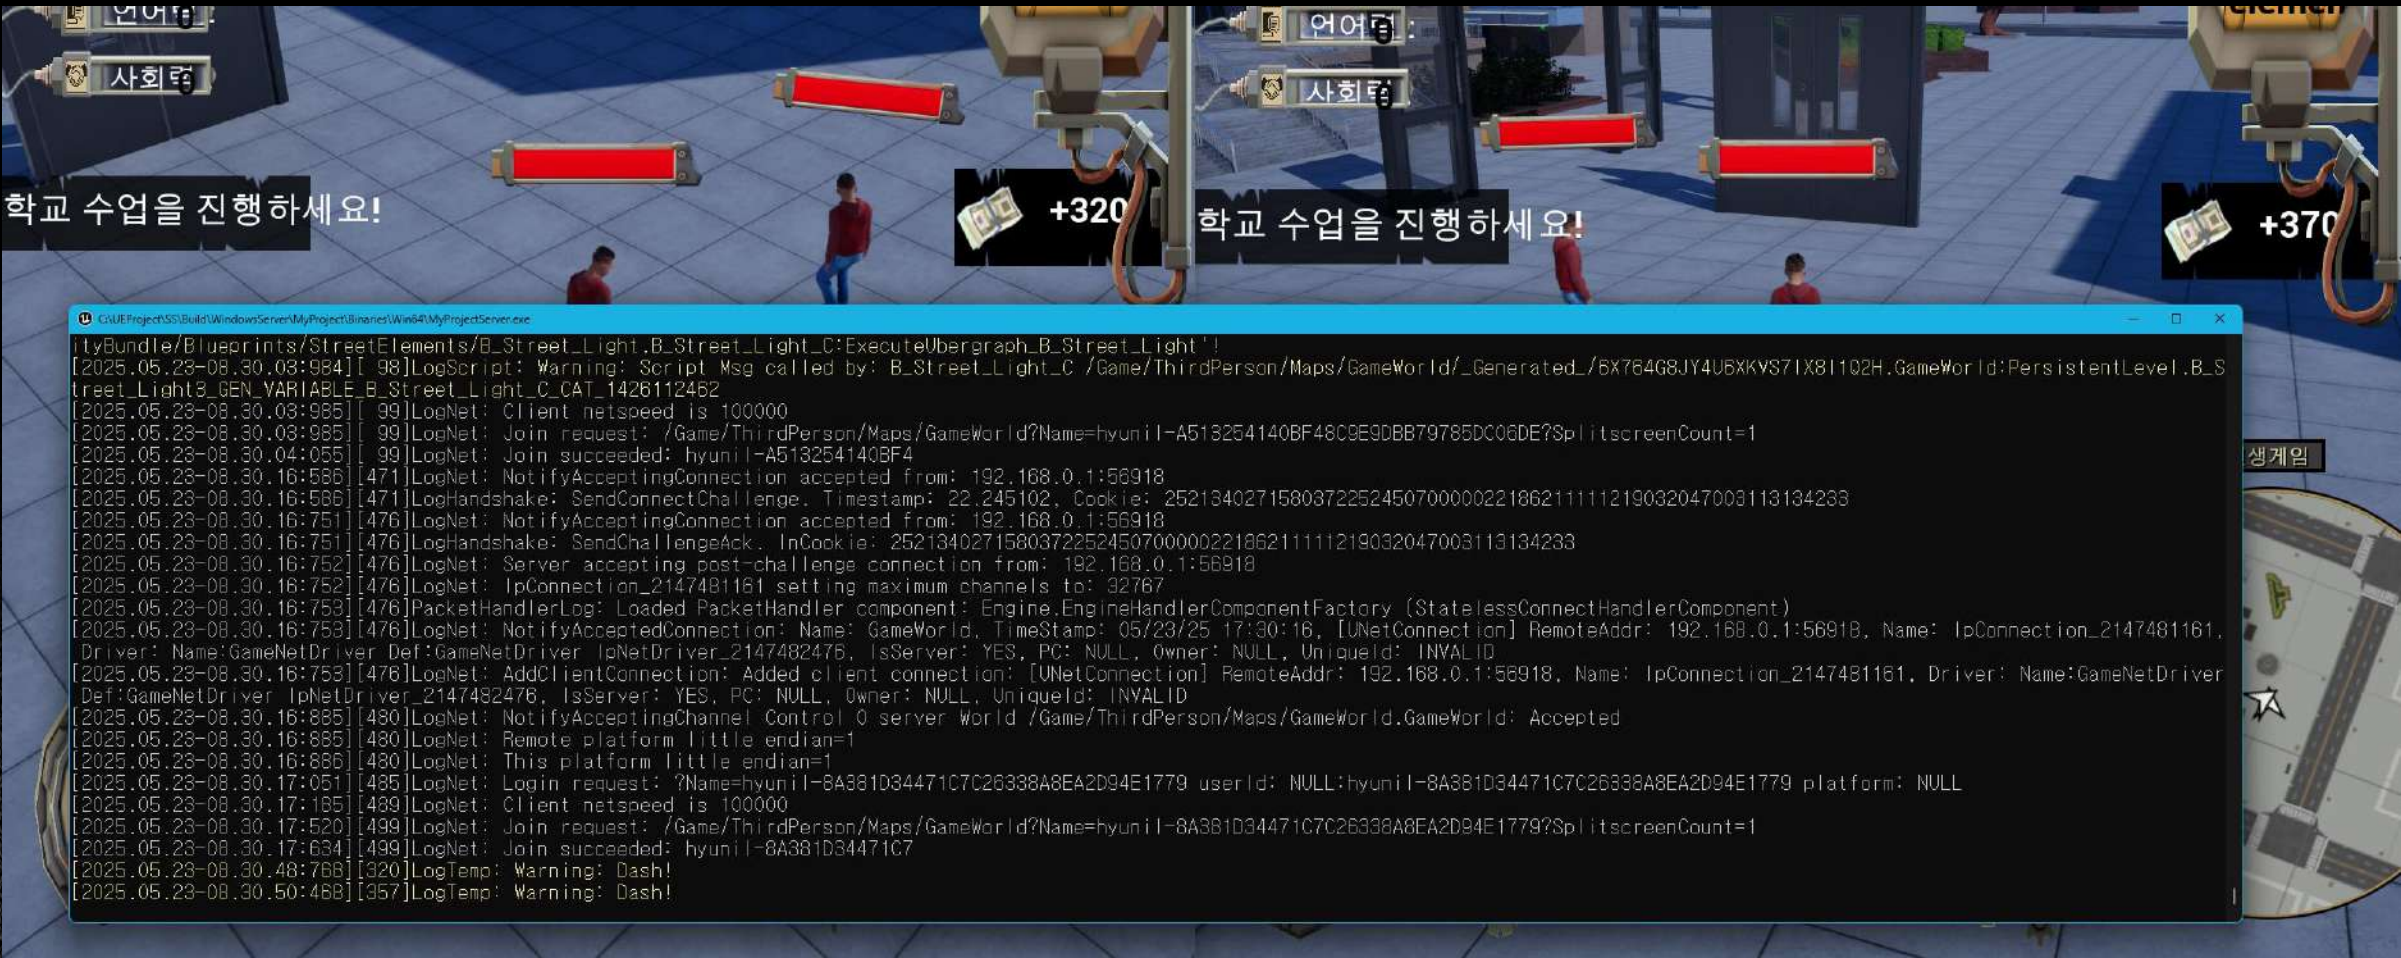 언어력 :
0
사회력
0
학교 수업을 진행하세요!
+320
언어력 :
사회력
0
학교 수업을 진행하세요!
+370
C:\UEProject\SS\Build\WindowsServer\MyProject\Binaries\Win64\MyProjectServer.exe
ityBundle/Blueprints/StreetElements/B_Street_Light.B_Street_Light_C:ExecuteUbergraph_B_Street_Light'!
[2025.05.23-08.30.03:984][ 98]LogScript: Warning: Script Msg called by: B_Street_Light_C /Game/ThirdPerson/Maps/GameWorld/_Generated_/6X764G8JY4U6XKVS7IX8I1Q2H.GameWorld:PersistentLevel.B_S
treet_Light3_GEN_VARIABLE_B_Street_Light_C_CAT_1426112462
[2025.05.23-08.30.03:985][ 99]LogNet: Client netspeed is 100000
[2025.05.23-08.30.03:985][ 99]LogNet: Join request: /Game/ThirdPerson/Maps/GameWorld?Name=hyunil-A513254140BF48C9E9DBB79785DC06DE?SplitscreenCount=1
[2025.05.23-08.30.04:055][ 99]LogNet: Join succeeded: hyunil-A513254140BF4
[2025.05.23-08.30.16:586][471]LogNet: NotifyAcceptingConnection accepted from: 192.168.0.1:56918
[2025.05.23-08.30.16:586][471]LogHandshake: SendConnectChallenge. Timestamp: 22.245102, Cookie: 252134027158037225245070000022186211111219032047003113134233
[2025.05.23-08.30.16:751][476]LogNet: NotifyAcceptingConnection accepted from: 192.168.0.1:56918
[2025.05.23-08.30.16:751][476]LogHandshake: SendChallengeAck. InCookie: 252134027158037225245070000022186211111219032047003113134233
[2025.05.23-08.30.16:752][476]LogNet: Server accepting post-challenge connection from: 192.168.0.1:56918
[2025.05.23-08.30.16:752][476]LogNet: IpConnection_2147481161 setting maximum channels to: 32767
[2025.05.23-08.30.16:753][476]PacketHandlerLog: Loaded PacketHandler component: Engine.EngineHandlerComponentFactory (StatelessConnectHandlerComponent)
[2025.05.23-08.30.16:753][476]LogNet: NotifyAcceptedConnection: Name: GameWorld, TimeStamp: 05/23/25 17:30:16, [UNetConnection] RemoteAddr: 192.168.0.1:56918, Name: IpConnection_2147481161,
Driver: Name:GameNetDriver Def:GameNetDriver IpNetDriver_2147482476, IsServer: YES, PC: NULL, Owner: NULL, UniqueId: INVALID
[2025.05.23-08.30.16:753][476]LogNet: AddClientConnection: Added client connection: [UNetConnection] RemoteAddr: 192.168.0.1:56918, Name: IpConnection_2147481161, Driver: Name:GameNetDriver
Def:GameNetDriver IpNetDriver_2147482476, IsServer: YES, PC: NULL, Owner: NULL, UniqueId: INVALID
[2025.05.23-08.30.16:885][480]LogNet: NotifyAcceptingChannel Control 0 server World /Game/ThirdPerson/Maps/GameWorld.GameWorld: Accepted
[2025.05.23-08.30.16:885][480]LogNet: Remote platform little endian=1
[2025.05.23-08.30.16:886][480]LogNet: This platform little endian=1
[2025.05.23-08.30.17:051][485]LogNet: Login request: ?Name=hyunil-8A381D34471C7C26338A8EA2D94E1779 userId: NULL:hyunil-8A381D34471C7C26338A8EA2D94E1779 platform: NULL
[2025.05.23-08.30.17:185][489]LogNet: Client netspeed is 100000
[2025.05.23-08.30.17:520][499]LogNet: Join request: /Game/ThirdPerson/Maps/GameWorld?Name=hyunil-8A381D34471C7C26338A8EA2D94E1779?SplitscreenCount=1
[2025.05.23-08.30.17:634][499]LogNet: Join succeeded: hyunil-8A381D34471C7
[2025.05.23-08.30.48:768][320]LogTemp: Warning: Dash!
[2025.05.23-08.30.50:468][357]LogTemp: Warning: Dash!
생게임